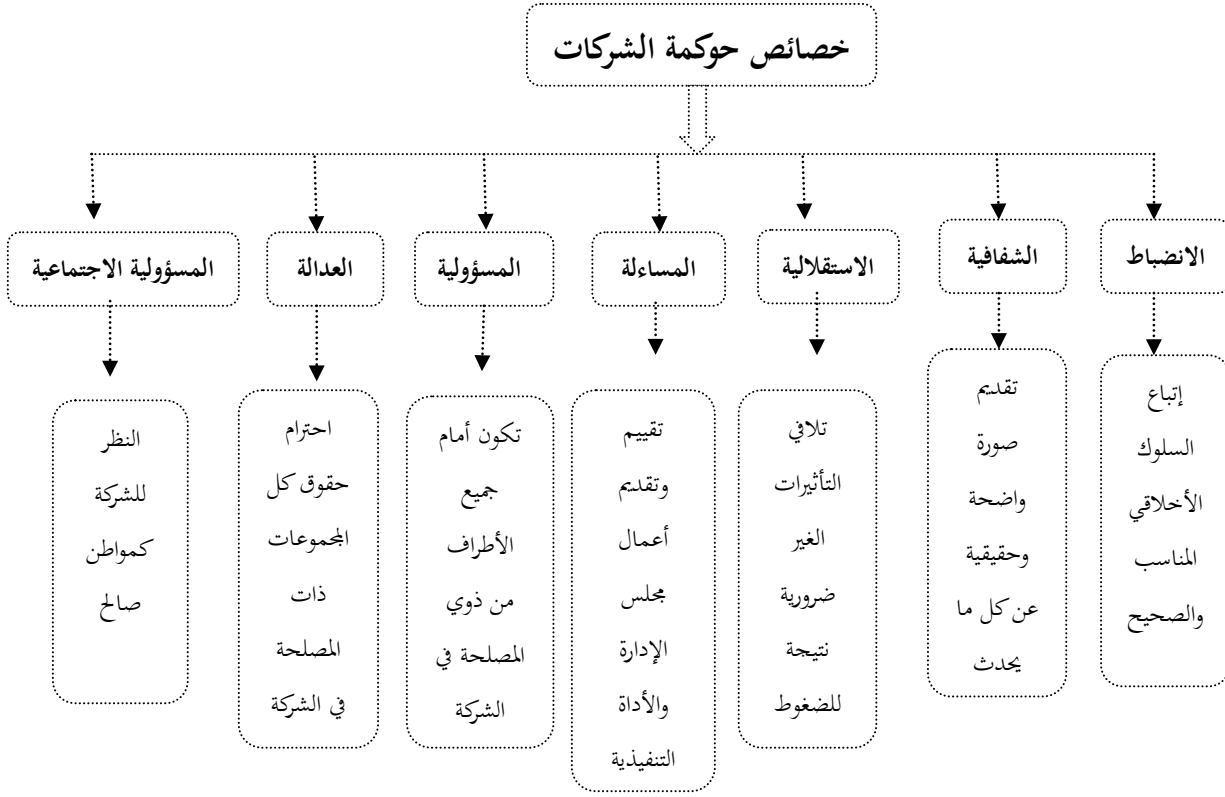 خصائص حوكمة الشركات
الانضباط
الشفافية
الاستقلالية
المساءلة
المسؤولية
العدالة
المسؤولية الاجتماعية
إتباع
السلوك
الأخلاقي
المناسب
والصحيح
تقديم
صورة
واضحة
وحقيقية
عن كل ما
يحدث
تلافي
التأثيرات
الغير
ضرورية
نتيجة
للضغوط
تقييم
وتقديم
أعمال
مجلس
الإدارة
والأداة
التنفيذية
تكون أمام
جميع
الأطراف
من ذوي
المصلحة في
الشركة
احترام
حقوق كل
المجموعات
ذات
المصلحة
في الشركة
النظر
للشركة
كمواطن
صالح